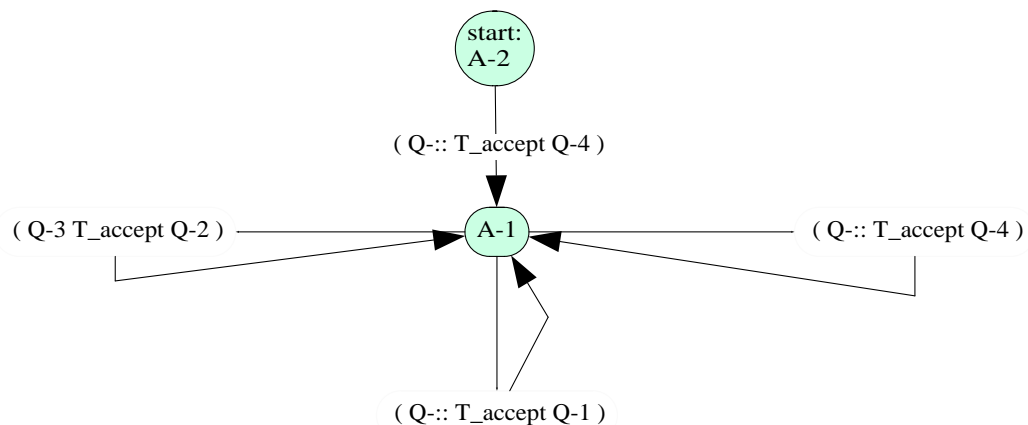 start:
A-2
( Q-:: T_accept Q-4 )
( Q-3 T_accept Q-2 )
A-1
( Q-:: T_accept Q-4 )
( Q-:: T_accept Q-1 )